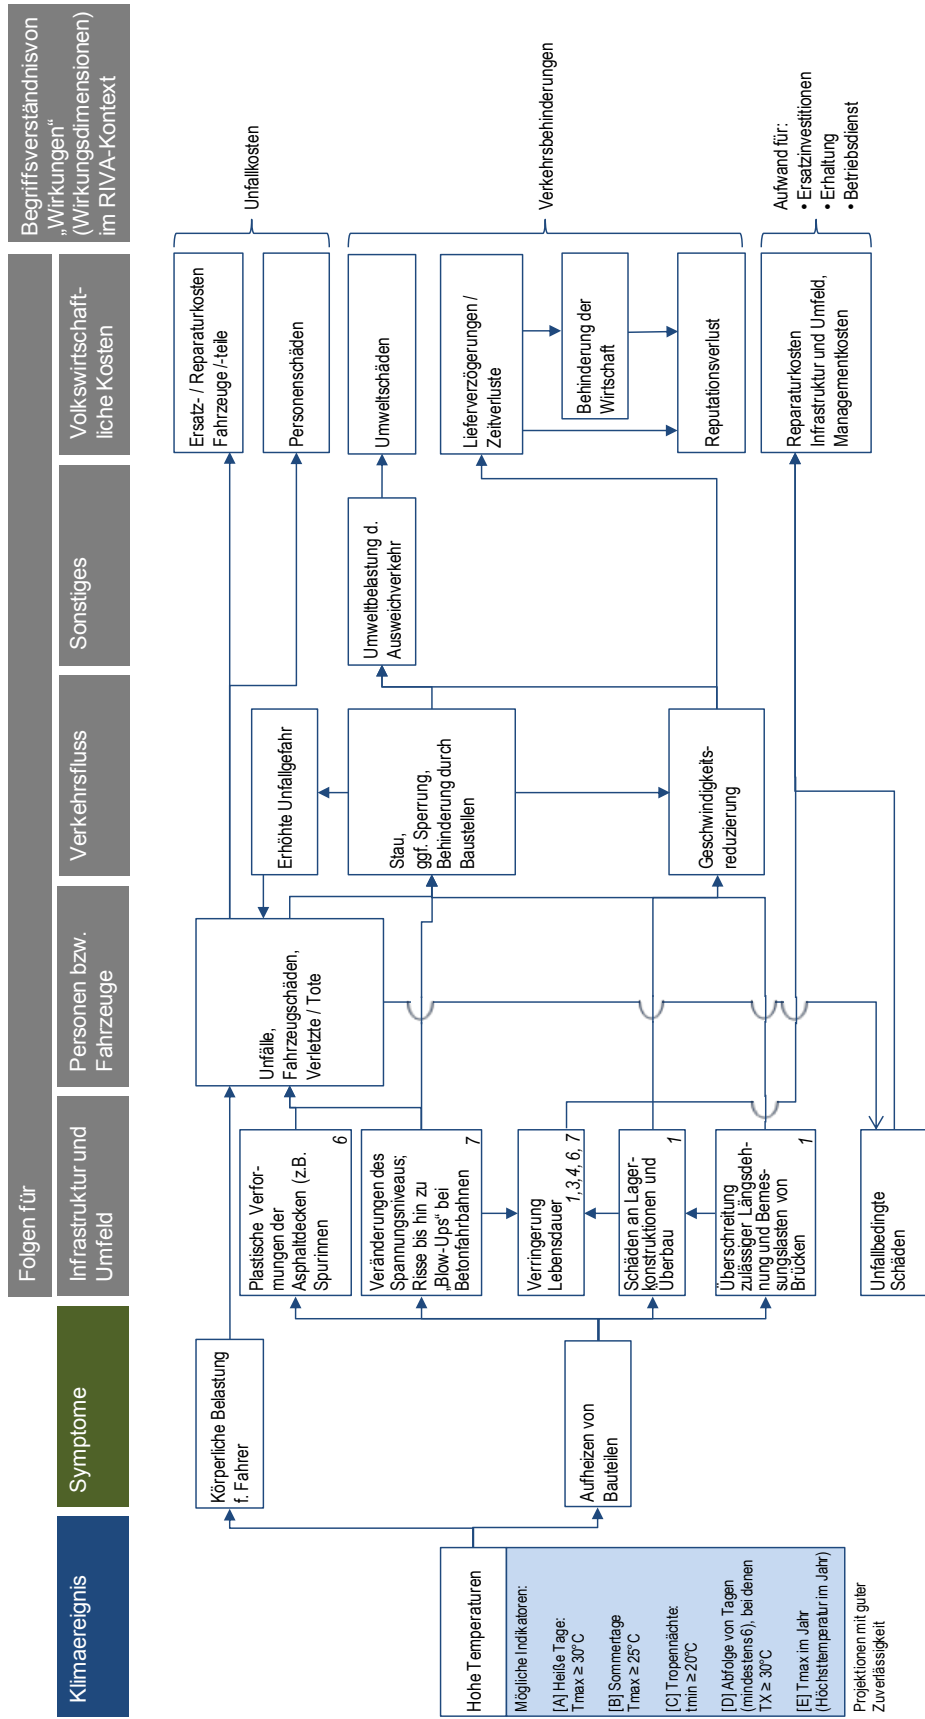 Klimaereignis
Symptome
Folgen für
Infrastruktur und
Umfeld
Personen bzw.
Fahrzeuge
Verkehrsfluss
Sonstiges
Volkswirtschaft-
liche Kosten
Begriffsverständnisvon
„Wirkungen“
(Wirkungsdimensionen)
im RIVA-Kontext
Hohe Temperaturen
Mögliche Indikatoren:
[A] Heiße Tage:
Tmax ≥ 30°C
[B] Sommertage
Tmax ≥ 25°C
[C] Tropennächte:
tmin ≥ 20°C
[D] Abfolge von Tagen
(mindestens6), bei denen
TX ≥ 30°C
[E] Tmax im Jahr
(Höchsttemperatur im Jahr)
Projektionen mit guter
Zuverlässigkeit
Körperliche Belastung
f. Fahrer
Aufheizen von
Bauteilen
Plastische Verfor-
mungen der
Asphaltdecken (z.B.
Spurinnen
6
Veränderungen des
Spannungsniveaus;
Risse bis hin zu
„Blow-Ups“ bei
Betonfahrbahnen
7
Verringerung
Lebensdauer
1,3,4, 6, 7
Schäden an Lager-
konstruktionen und
Überbau
1
Überschreitung
zulässiger Längsdeh-
nung und Bemes-
sungslasten von
Brücken
1
Unfallbedingte
Schäden
Unfälle,
Fahrzeugschäden,
Verletzte / Tote
Erhöhte Unfallgefahr
Stau,
ggf. Sperrung,
Behinderung durch
Baustellen
Geschwindigkeits-
reduzierung
Umweltbelastung d.
Ausweichverkehr
Ersatz- / Reparaturkosten
Fahrzeuge /-teile
Personenschäden
Umweltschäden
Lieferverzögerungen /
Zeitverluste
Behinderung der
Wirtschaft
Reputationsverlust
Reparaturkosten
Infrastruktur und Umfeld,
Managementkosten
Unfallkosten
Verkehrsbehinderungen
Aufwand für:
• Ersatzinvestitionen
• Erhaltung
• Betriebsdienst